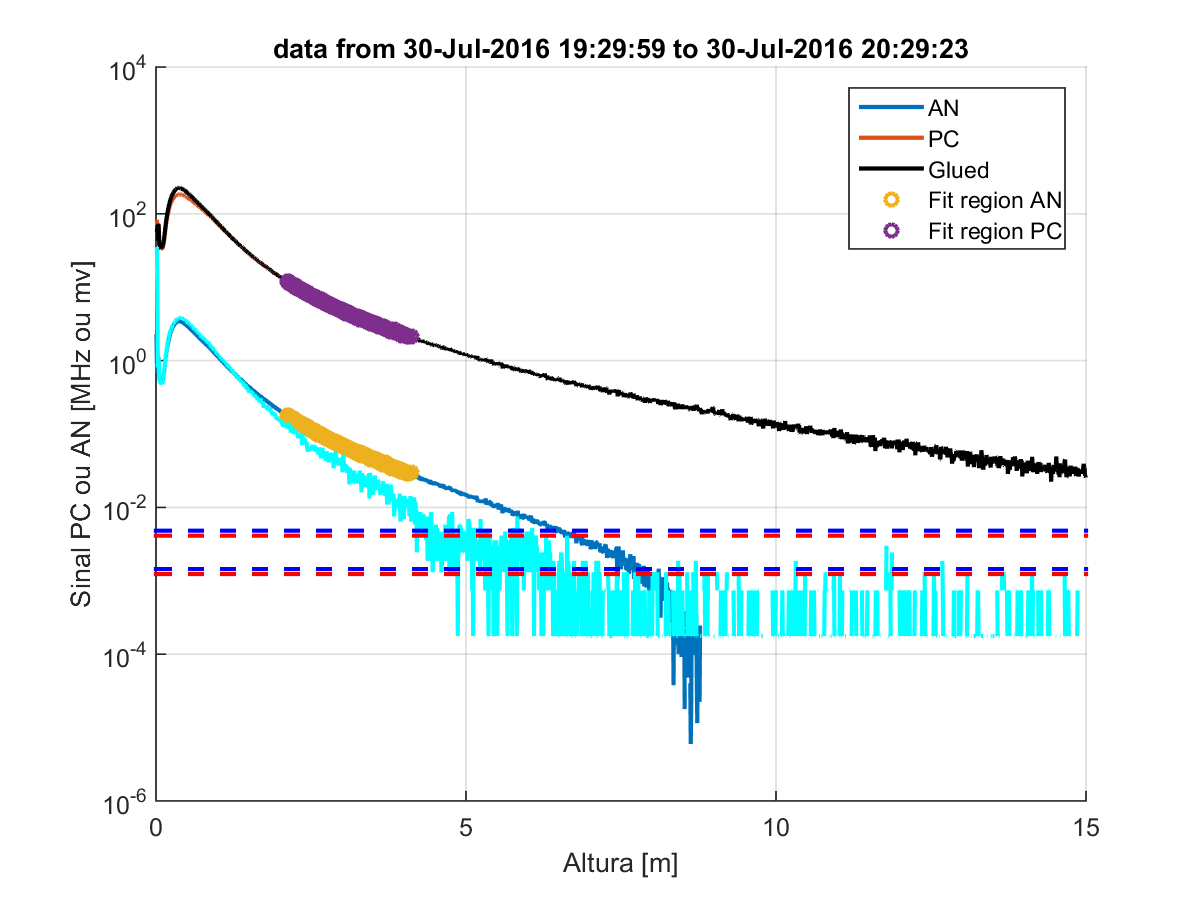 data from 30-Jul-2016 19:29:59 to 30-Jul-2016 20:29:23
10^4
10^2
10^0
10^-2
10^-4
10^-6
Sinal PC ou AN [MHz ou mv]
AN
PC
Glued
Fit region AN
Fit region PC
0
5
10
15
Altura [m]